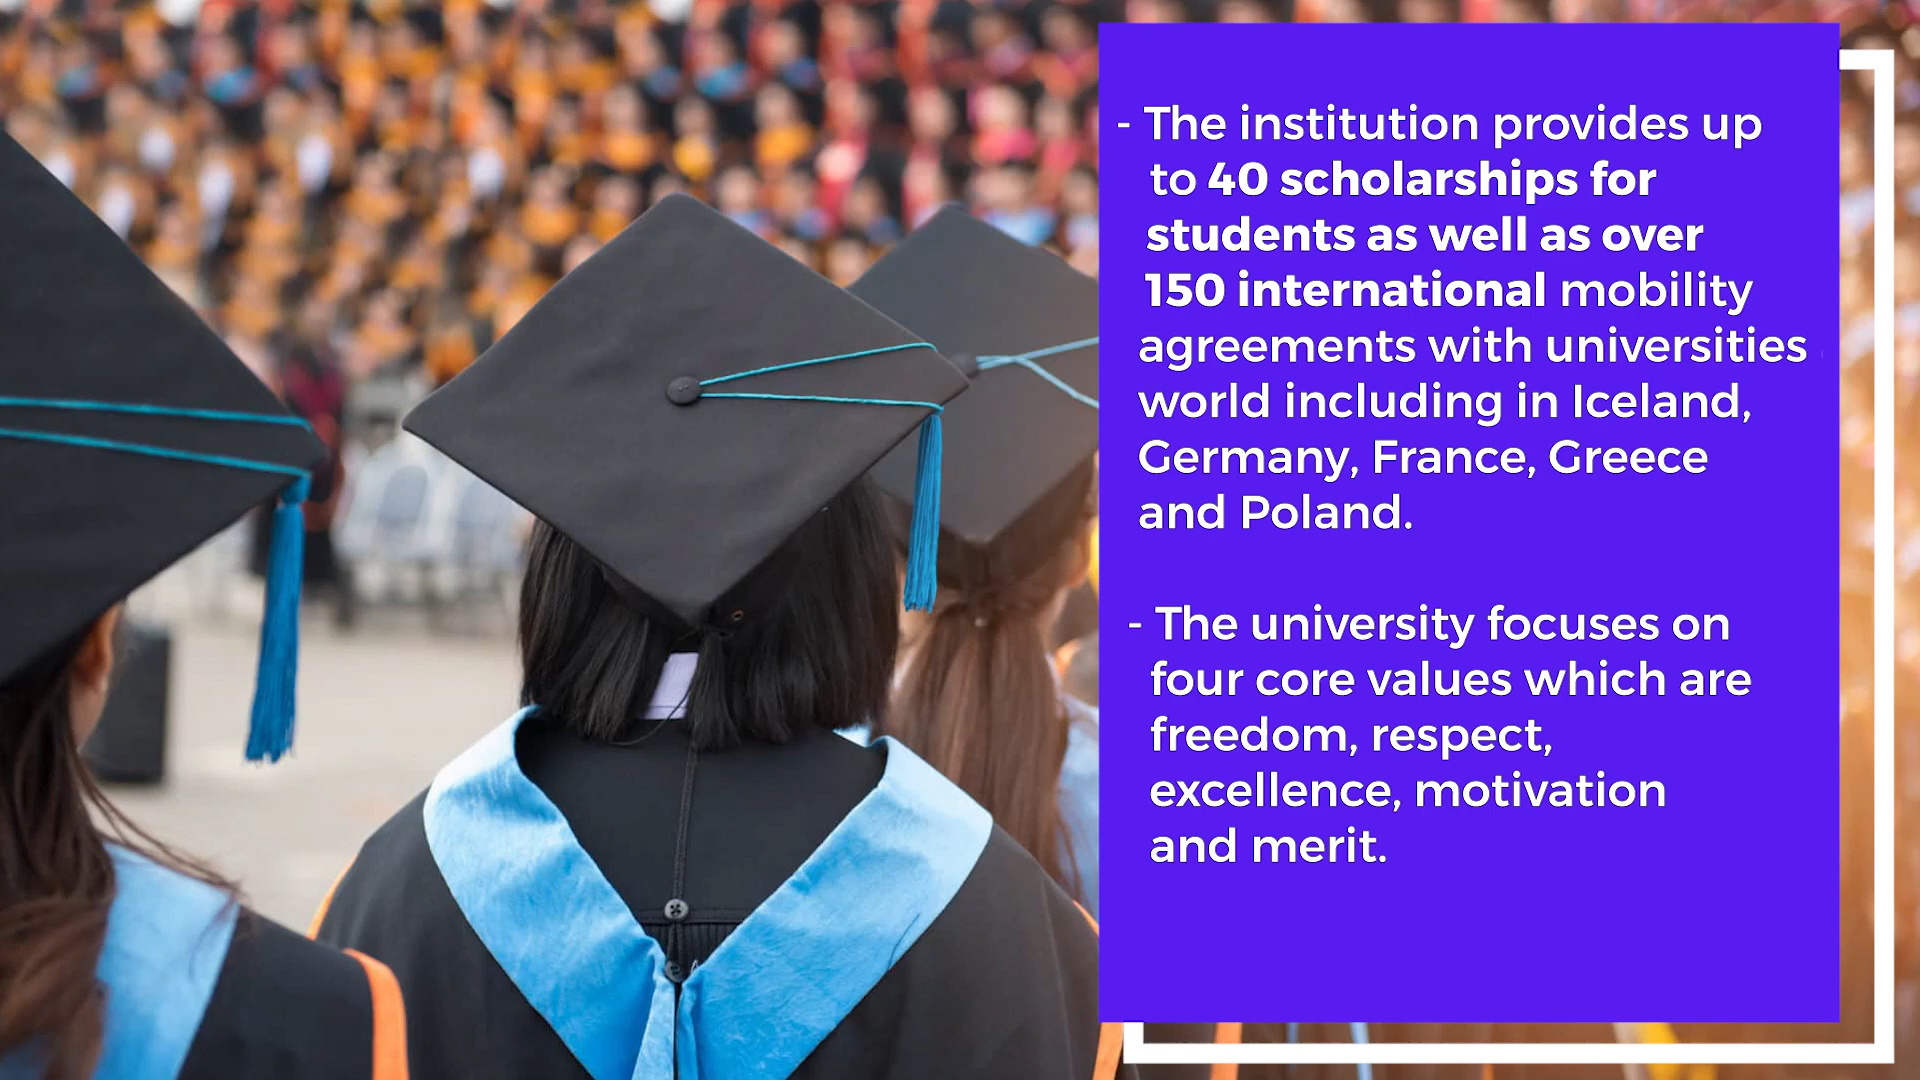 - The institution provides up
to 40 scholarships for
students as well as over
150 international mobility
agreements with universities
world including in Iceland,
Germany, France, Greece
and Poland.
- The university focuses on
four core values which are
freedom, respect,
excellence, motivation
and merit.